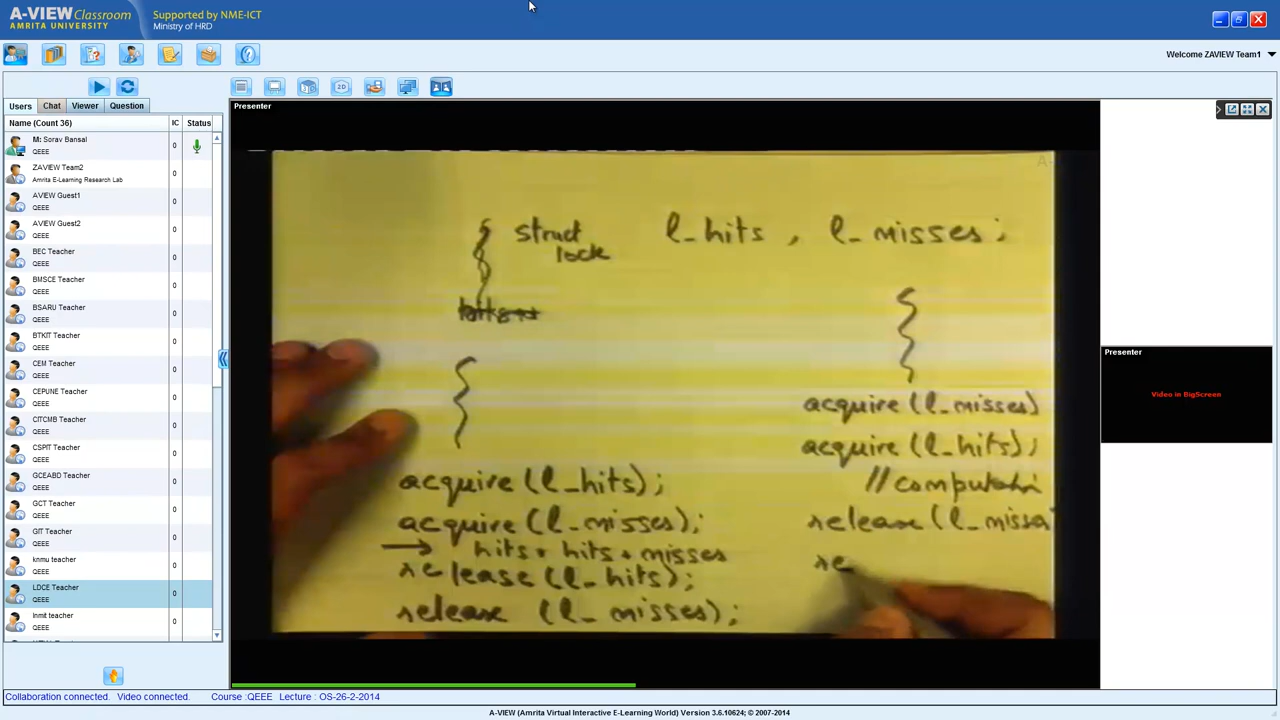 A-VIEW Classroom
AMRITA UNIVERSITY
Supported by NME-ICT
Ministry of HRD
Welcome ZAVIEW Team1
Users Chat Viewer Question
Name (Count 36) IC Status
M: Sorav Bansal 0
QEEE
ZAVIEW Team2 0
Amrita E-Learning Research Lab
AVIEW Guest1 0
QEEE
AVIEW Guest2 0
QEEE
BEC Teacher 0
QEEE
BMSCE Teacher 0
QEEE
BSARU Teacher 0
QEEE
BTKIT Teacher 0
QEEE
CEM Teacher 0
QEEE
CEPUNE Teacher 0
QEEE
CITCMB Teacher 0
QEEE
CSPIT Teacher 0
QEEE
GCEABD Teacher 0
QEEE
GCT Teacher 0
QEEE
GIT Teacher 0
QEEE
knmu teacher 0
QEEE
LDCE Teacher 0
QEEE
lnmit teacher 0
QEEE
Presenter
2D
A-
struct l_hits , l_misses ;
lock
acquire (l_hits);
acquire (l_misses);
→ hits + hits + misses
release (l_hits);
release (l_misses);
acquire (l_misses)
acquire (l_hits);
// computatn
release (l_misses
re
Presenter
Video in BigScreen
Collaboration connected. Video connected. Course :QEEE Lecture : OS-26-2-2014
A-VIEW (Amrita Virtual Interactive E-Learning World) Version 3.6.10624; © 2007-2014